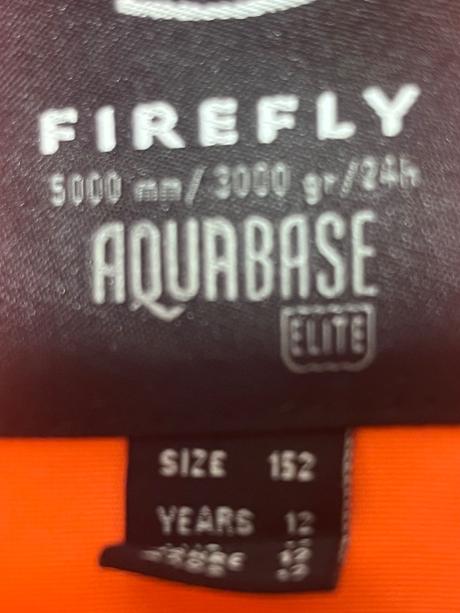 FIREFLY
5000 mm/3000 gr/24h
AQUABASE
ELITE
SIZE 152
YEARS 12